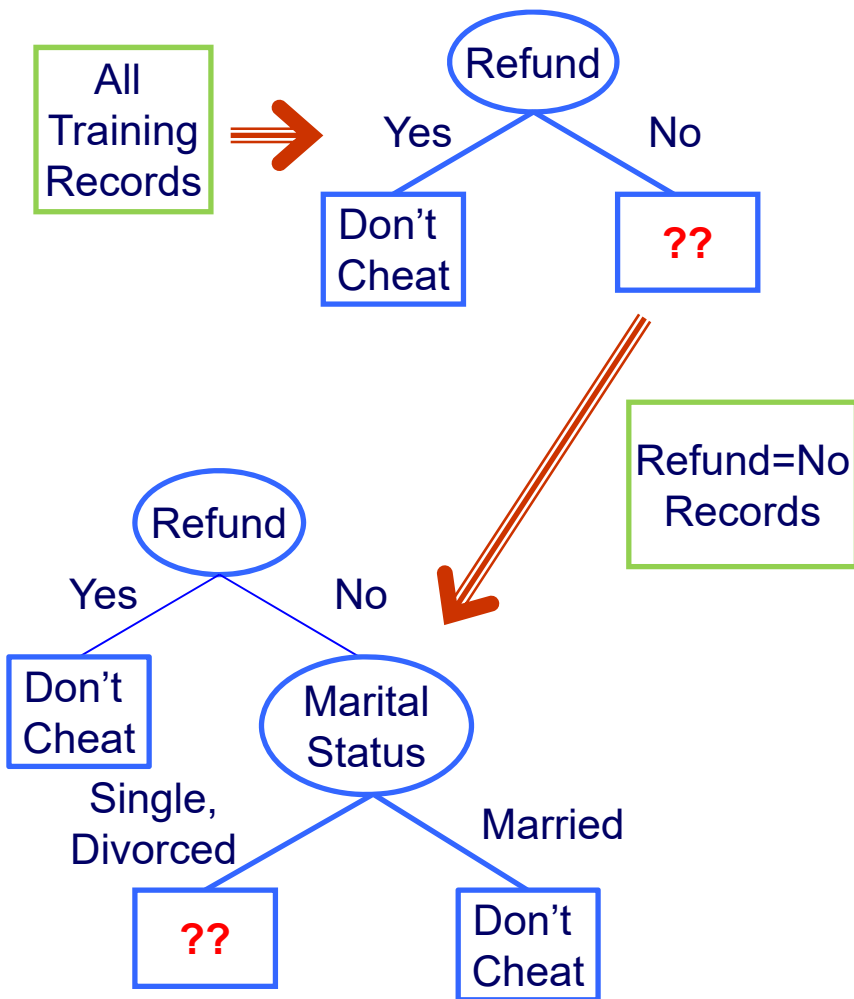 All
Training
Records
Refund
Yes
No
Don’t
Cheat
??
Refund=No
Records
Refund
Yes
No
Don’t
Cheat
Marital
Status
Single,
Divorced
Married
??
Don’t
Cheat